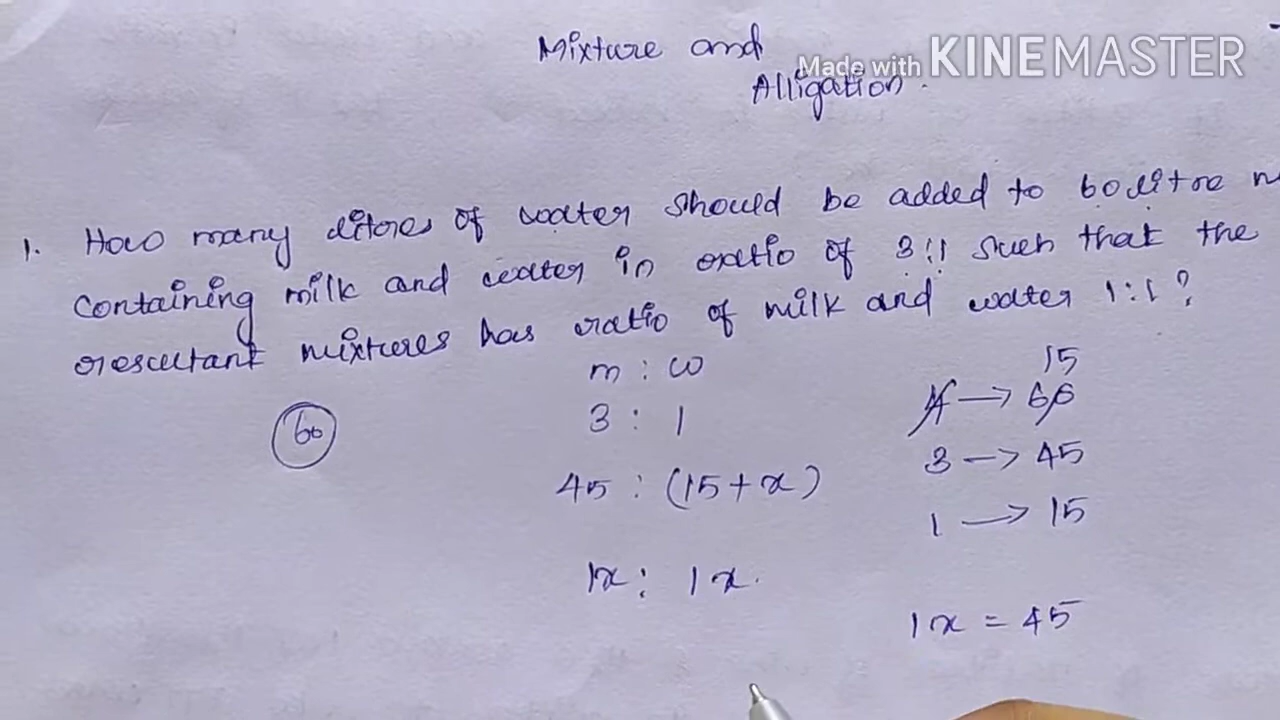 Mixture and
Made with KINEMASTER
Alligation.
1. How many litres of water should be added to 60 litre
containing milk and water in ratio of 3:1 such that the
resultant mixtures has ratio of milk and water 1:1?
m : w
15
60
3 : 1
4 → 60
45 : (15+x)
3 → 45
1 → 15
1x : 1x.
1x = 45